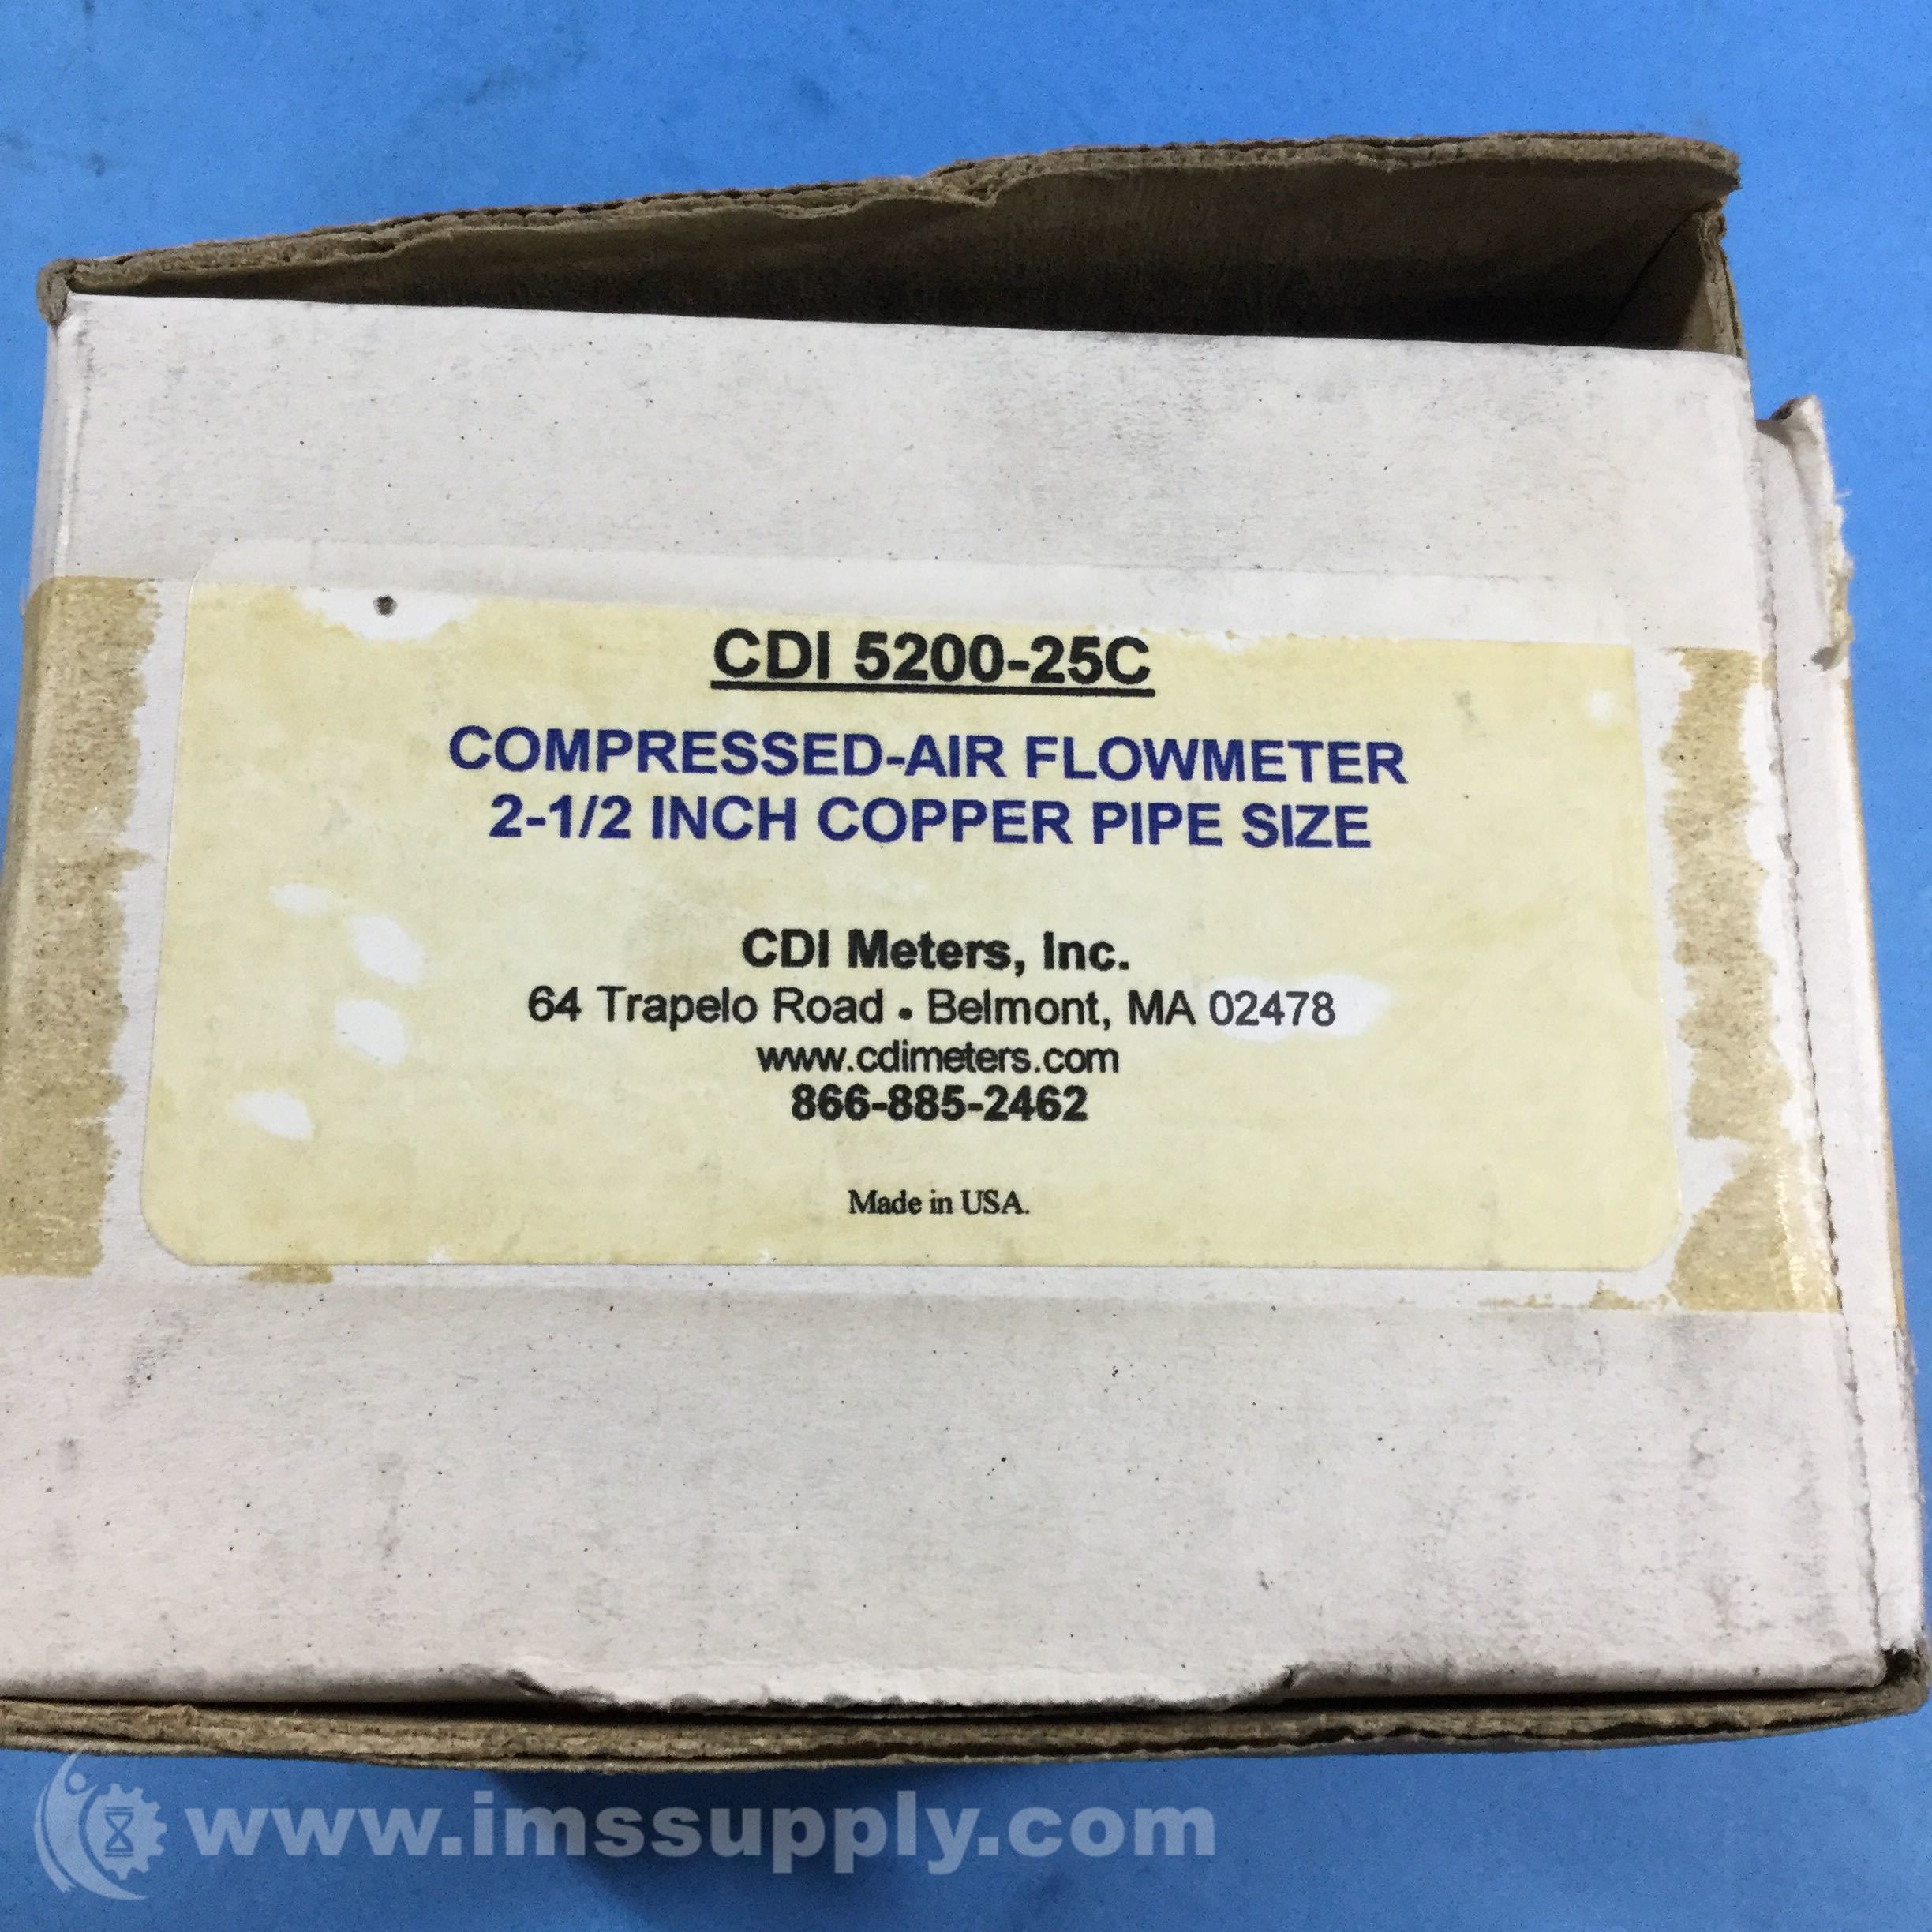 CDI 5200-25C
COMPRESSED-AIR FLOWMETER
2-1/2 INCH COPPER PIPE SIZE
CDI Meters, Inc.
64 Trapelo Road • Belmont, MA 02478
www.cdimeters.com
866-885-2462
Made in USA.
www.imssupply.com